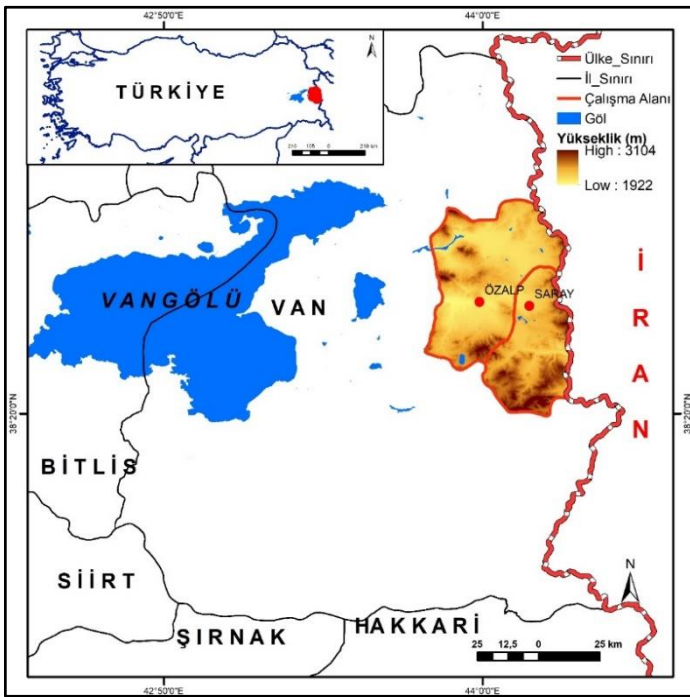 42°50'0"E
44°0'0"E
N
TÜRKİYE
210 105 0 210 km
Ülke_Sınırı
İl_Sınırı
Çalışma Alanı
Göl
Yükseklik (m)
High : 3104
Low : 1922
İRAN
VANGÖLÜ
VAN
ÖZALP
SARAY
38°20'0"N
38°20'0"N
BİTLİS
SİİRT
ŞIRNAK
HAKKARİ
N
25 12,5 0 25 km
42°50'0"E
44°0'0"E